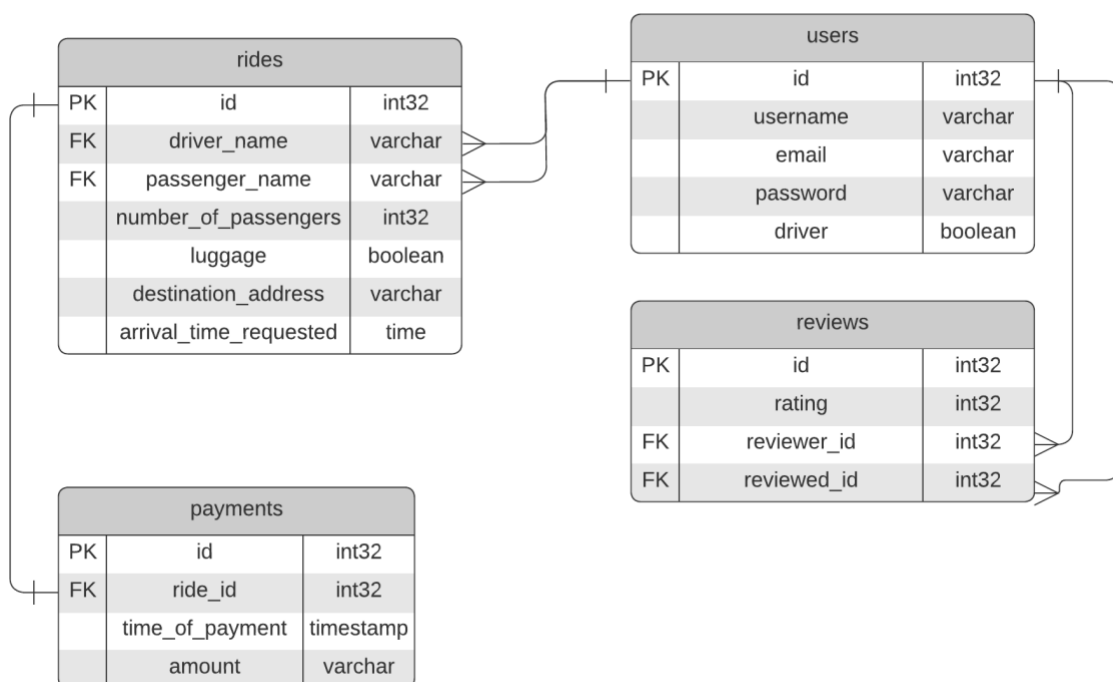 rides
PK id int32
FK driver_name varchar
FK passenger_name varchar
number_of_passengers int32
luggage boolean
destination_address varchar
arrival_time_requested time
users
PK id int32
username varchar
email varchar
password varchar
driver boolean
reviews
PK id int32
rating int32
FK reviewer_id int32
FK reviewed_id int32
payments
PK id int32
FK ride_id int32
time_of_payment timestamp
amount varchar